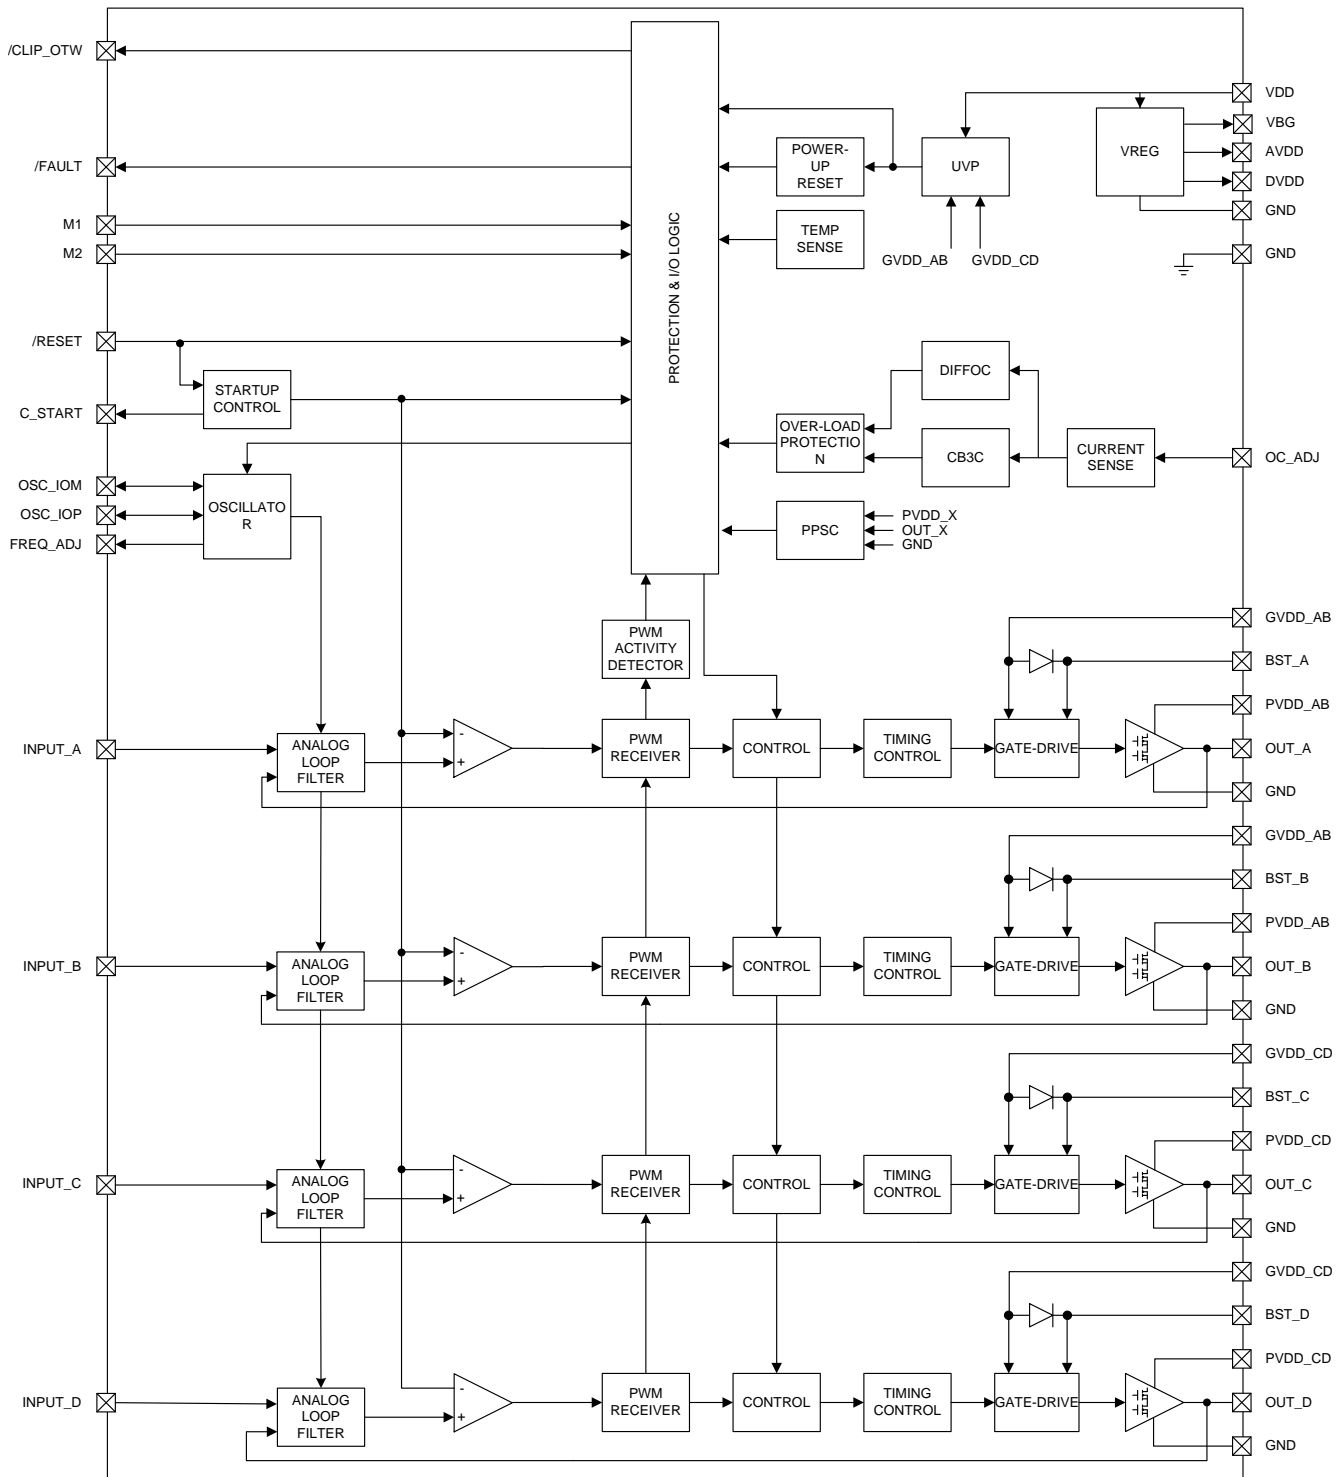 /CLIP_OTW
VDD
VBG
/FAULT
POWER-
UP
RESET
UVP
VREG
AVDD
DVDD
GND
M1
TEMP
SENSE
M2
GVDD_AB
GVDD_CD
GND
PROTECTION & I/O LOGIC
/RESET
DIFFOC
STARTUP
CONTROL
C_START
OVER-LOAD
PROTECTIO
N
CB3C
CURRENT
SENSE
OC_ADJ
OSC_IOM
OSC_IOP
FREQ_ADJ
OSCILLATO
R
PPSC
PVDD_X
OUT_X
GND
PWM
ACTIVITY
DETECTOR
GVDD_AB
BST_A
PVDD_AB
INPUT_A
ANALOG
LOOP
FILTER
-
+
PWM
RECEIVER
CONTROL
TIMING
CONTROL
GATE-DRIVE
OUT_A
GND
GVDD_AB
BST_B
PVDD_AB
INPUT_B
ANALOG
LOOP
FILTER
-
+
PWM
RECEIVER
CONTROL
TIMING
CONTROL
GATE-DRIVE
OUT_B
GND
GVDD_CD
BST_C
PVDD_CD
INPUT_C
ANALOG
LOOP
FILTER
-
+
PWM
RECEIVER
CONTROL
TIMING
CONTROL
GATE-DRIVE
OUT_C
GND
GVDD_CD
BST_D
PVDD_CD
INPUT_D
ANALOG
LOOP
FILTER
-
+
PWM
RECEIVER
CONTROL
TIMING
CONTROL
GATE-DRIVE
OUT_D
GND